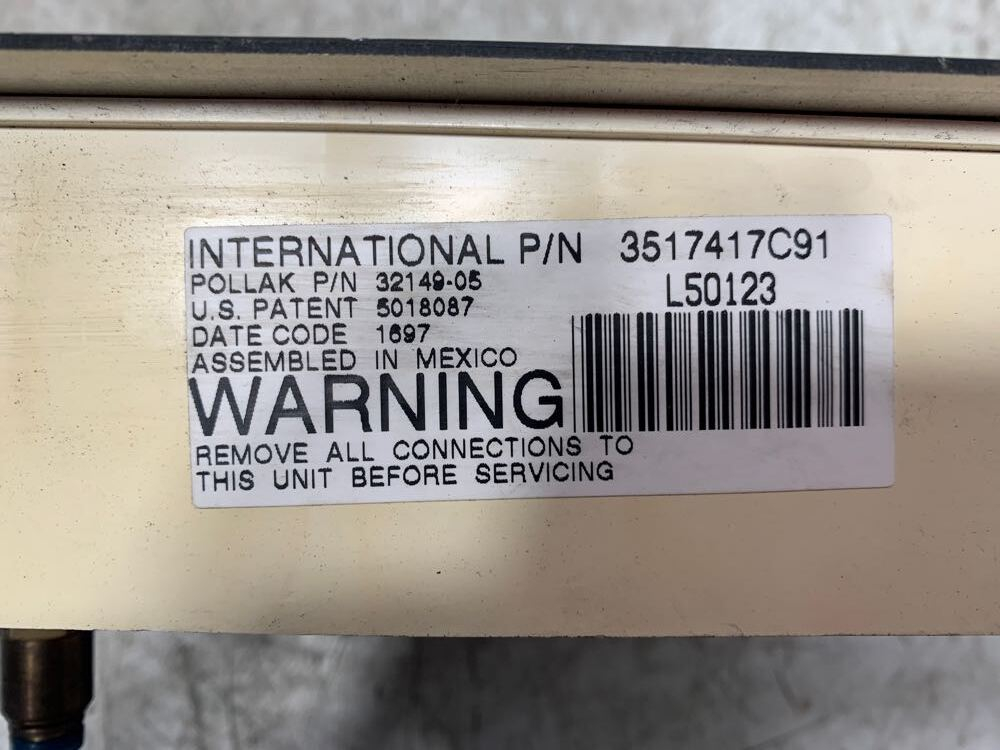 INTERNATIONAL P/N 3517417C91
POLLAK P/N 32149-05
L50123
U.S. PATENT 5018087
DATE CODE 1697
ASSEMBLED IN MEXICO
WARNING
REMOVE ALL CONNECTIONS TO
THIS UNIT BEFORE SERVICING